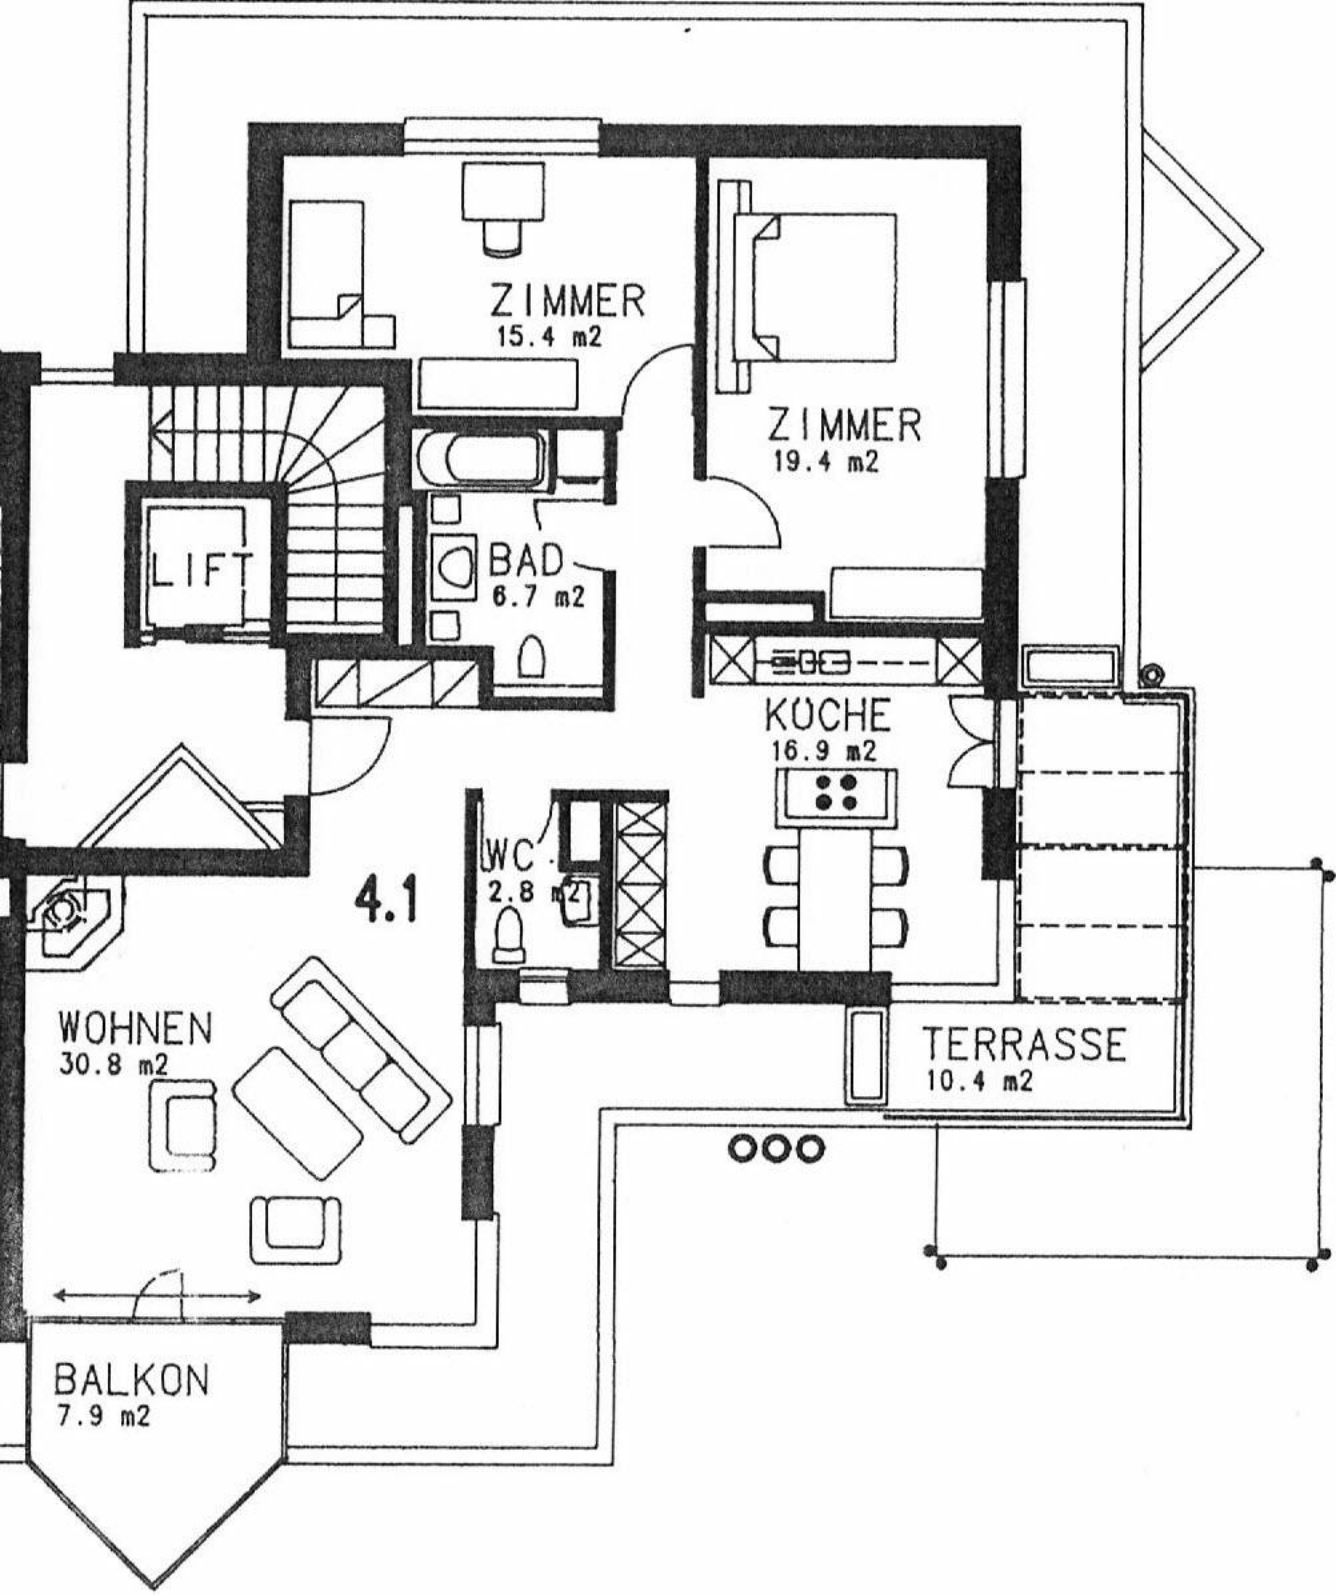 ZIMMER
15.4 m2
ZIMMER
19.4 m2
LIFT
BAD
6.7 m2
KÜCHE
16.9 m2
WC
2.8 m2
4.1
WOHNEN
30.8 m2
TERRASSE
10.4 m2
BALKON
7.9 m2